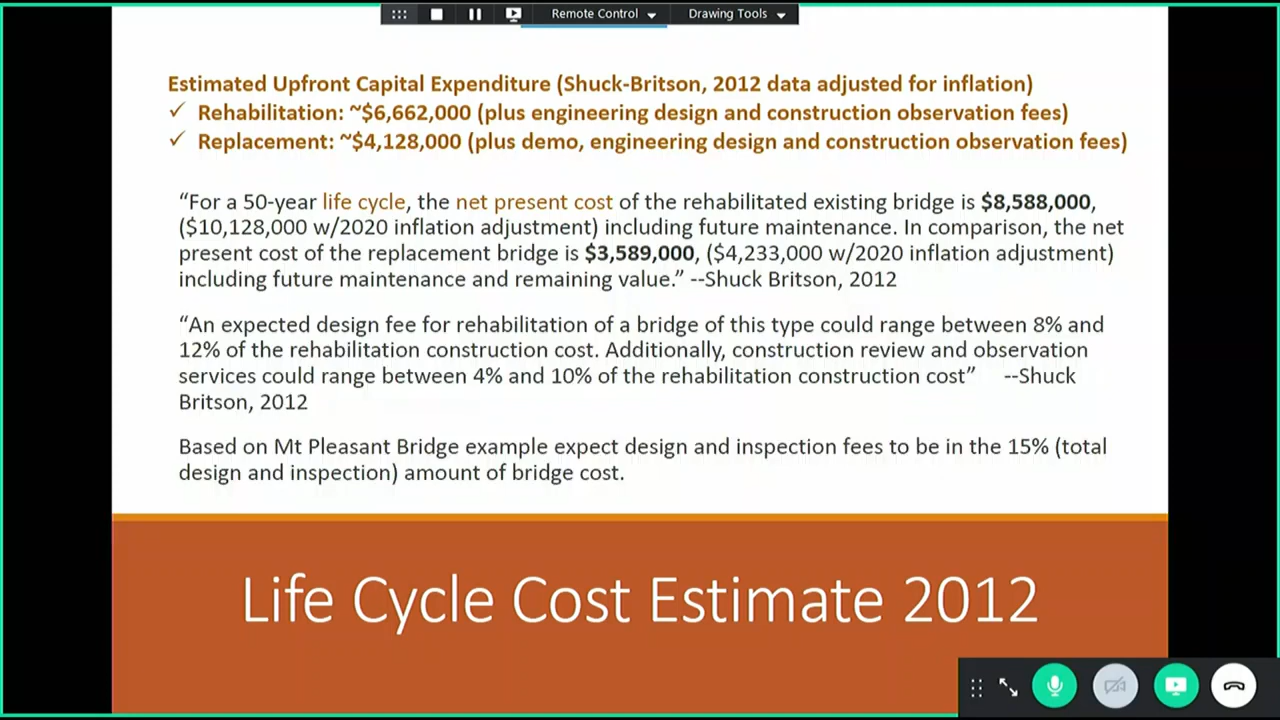 Remote Control
Drawing Tools
Estimated Upfront Capital Expenditure (Shuck-Britson, 2012 data adjusted for inflation)
✓ Rehabilitation: ~$6,662,000 (plus engineering design and construction observation fees)
✓ Replacement: ~$4,128,000 (plus demo, engineering design and construction observation fees)
“For a 50-year life cycle, the net present cost of the rehabilitated existing bridge is $8,588,000,
($10,128,000 w/2020 inflation adjustment) including future maintenance. In comparison, the net
present cost of the replacement bridge is $3,589,000, ($4,233,000 w/2020 inflation adjustment)
including future maintenance and remaining value.” --Shuck Britson, 2012
“An expected design fee for rehabilitation of a bridge of this type could range between 8% and
12% of the rehabilitation construction cost. Additionally, construction review and observation
services could range between 4% and 10% of the rehabilitation construction cost” --Shuck
Britson, 2012
Based on Mt Pleasant Bridge example expect design and inspection fees to be in the 15% (total
design and inspection) amount of bridge cost.
Life Cycle Cost Estimate 2012